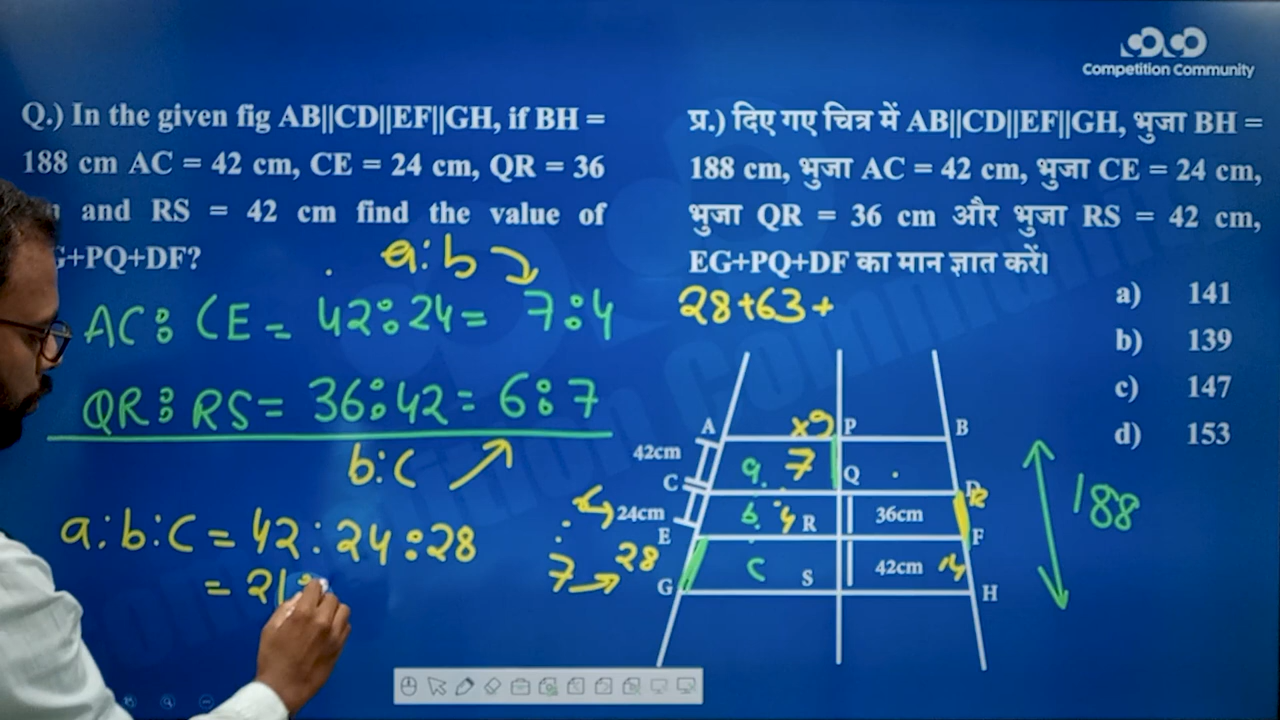 Competition Community
Q.) In the given fig AB||CD||EF||GH, if BH =
188 cm AC = 42 cm, CE = 24 cm, QR = 36
and RS = 42 cm find the value of
+PQ+DF?
a:b
AC : CE = 42:24 = 7:4
QR : RS = 36:42 = 6:7
b:c
a:b:c = 42:24:28
= 21:
प्र.) दिए गए चित्र में AB||CD||EF||GH, भुजा BH =
188 cm, भुजा AC = 42 cm, भुजा CE = 24 cm,
भुजा QR = 36 cm और भुजा RS = 42 cm,
EG+PQ+DF का मान ज्ञात करें।
28+63+
a) 141
b) 139
c) 147
d) 153
A ×9 P B
42cm a. 7 Q
C D
24cm b. 4 R 36cm
E F
7 → 28
G c S 42cm 14 H
188